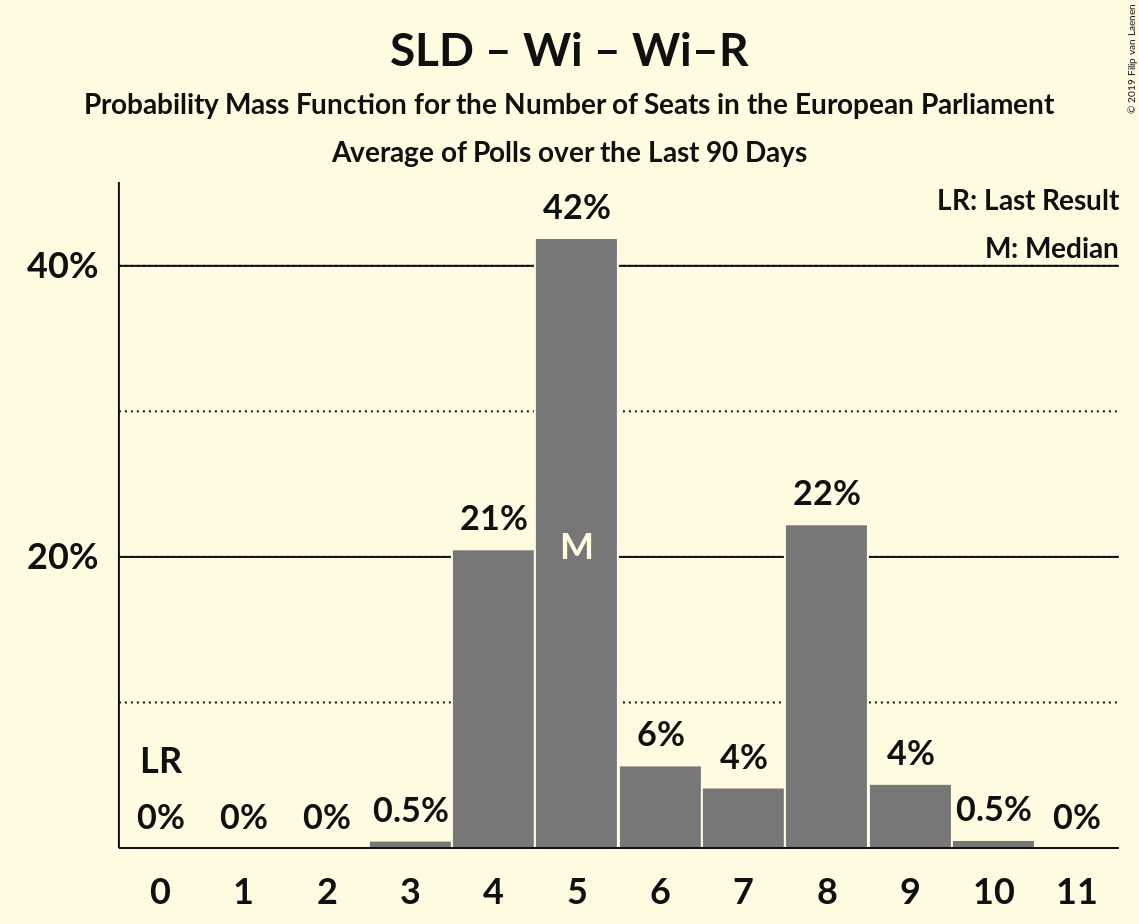 SLD – Wi – Wi–R
Probability Mass Function for the Number of Seats in the European Parliament
Average of Polls over the Last 90 Days
© 2019 Filip van Laenen
LR: Last Result
M: Median
40%
20%
42%
21%
22%
M
6%
4%
4%
LR
0%
0%
0%
0.5%
0.5%
0%
0 1 2 3 4 5 6 7 8 9 10 11